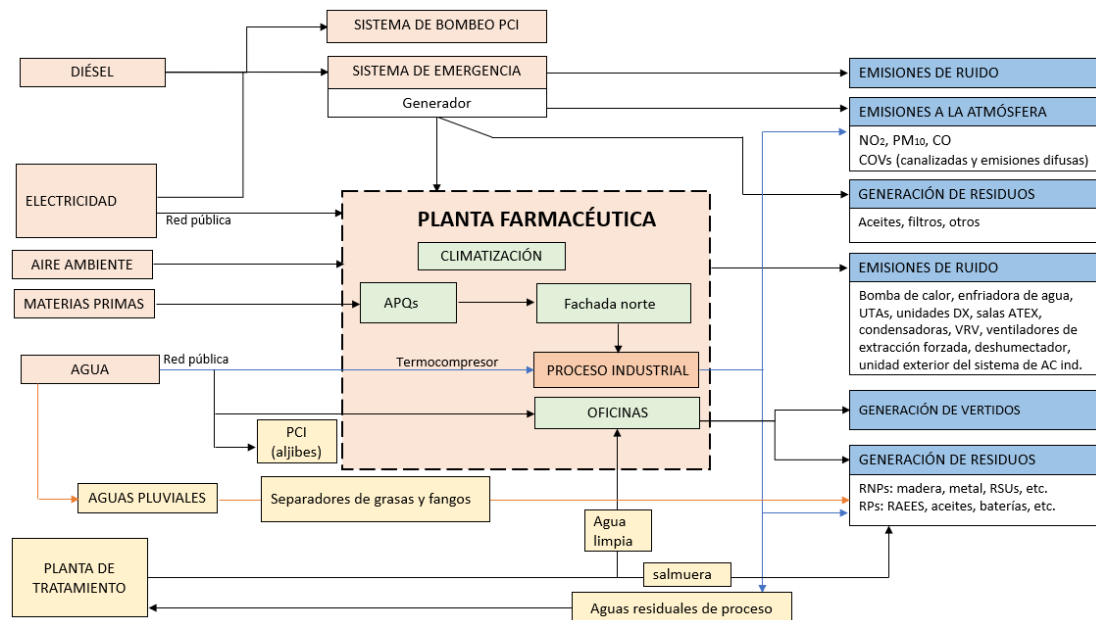 SISTEMA DE BOMBEO PCI
DIÉSEL
SISTEMA DE EMERGENCIA
Generador
EMISIONES DE RUIDO
EMISIONES A LA ATMÓSFERA
NO₂, PM₁₀, CO
COVs (canalizadas y emisiones difusas)
ELECTRICIDAD
Red pública
GENERACIÓN DE RESIDUOS
Aceites, filtros, otros
PLANTA FARMACÉUTICA
CLIMATIZACIÓN
AIRE AMBIENTE
MATERIAS PRIMAS
APQs
Fachada norte
EMISIONES DE RUIDO
Bomba de calor, enfriadora de agua,
UTAs, unidades DX, salas ATEX,
condensadoras, VRV, ventiladores de
extracción forzada, deshumectador,
unidad exterior del sistema de AC ind.
AGUA
Red pública
Termocompresor
PROCESO INDUSTRIAL
OFICINAS
PCI
(aljibes)
GENERACIÓN DE VERTIDOS
GENERACIÓN DE RESIDUOS
RNPs: madera, metal, RSUs, etc.
RPs: RAEES, aceites, baterías, etc.
AGUAS PLUVIALES
Separadores de grasas y fangos
Agua
limpia
PLANTA DE
TRATAMIENTO
salmuera
Aguas residuales de proceso